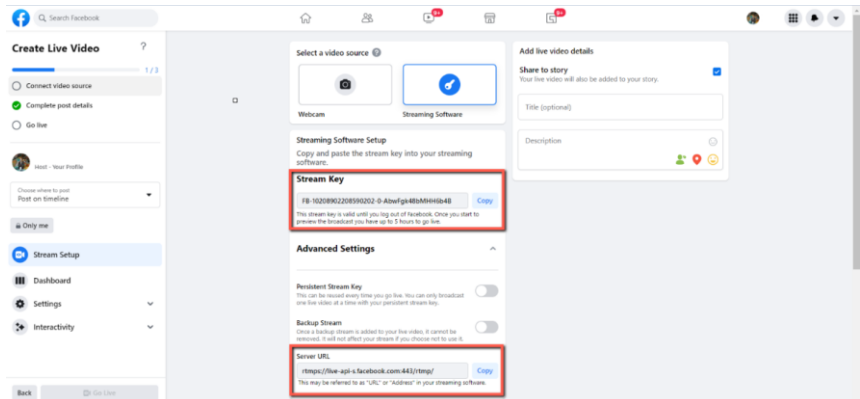 Search Facebook
9+
9+
Create Live Video
?
1 / 3
Connect video source
Complete post details
Go live
Host - Your Profile
Choose where to post
Post on timeline
Only me
Stream Setup
Dashboard
Settings
Interactivity
Back
Go Live
Select a video source
Webcam
Streaming Software
Streaming Software Setup
Copy and paste the stream key into your streaming
software.
Stream Key
FB-10208902208590202-0-AbwFgk4BbMHH6b4B
Copy
This stream key is valid until you log out of Facebook. Once you start to
preview the broadcast you have up to 5 hours to go live.
Advanced Settings
Persistent Stream Key
This can be reused every time you go live. You can only broadcast
one live video at a time with your persistent stream key.
Backup Stream
Once a backup stream is added to your live video, it cannot be
removed. It will not affect your stream if you choose not to use it.
Server URL
rtmps://live-api-s.facebook.com:443/rtmp/
Copy
This may be referred to as "URL" or "Address" in your streaming software.
Add live video details
Share to story
Your live video will also be added to your story.
Title (optional)
Description